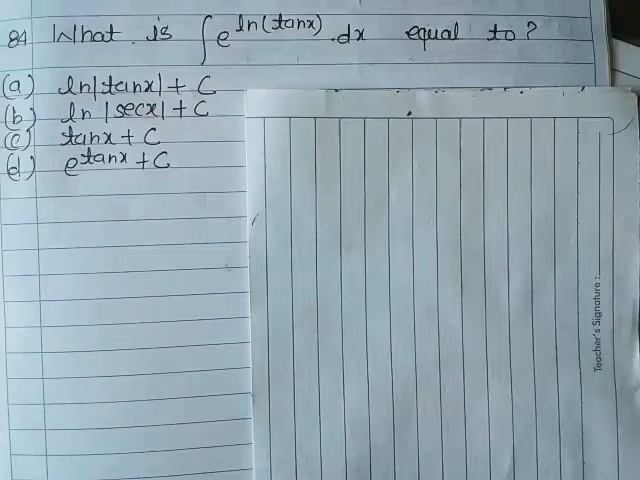 84 What is ∫e^ln(tanx).dx equal to?
(a) ln|tanx| + C
(b) ln |secx| + C
(c) tanx + C
(d) e^tanx + C
Teacher's Signature :